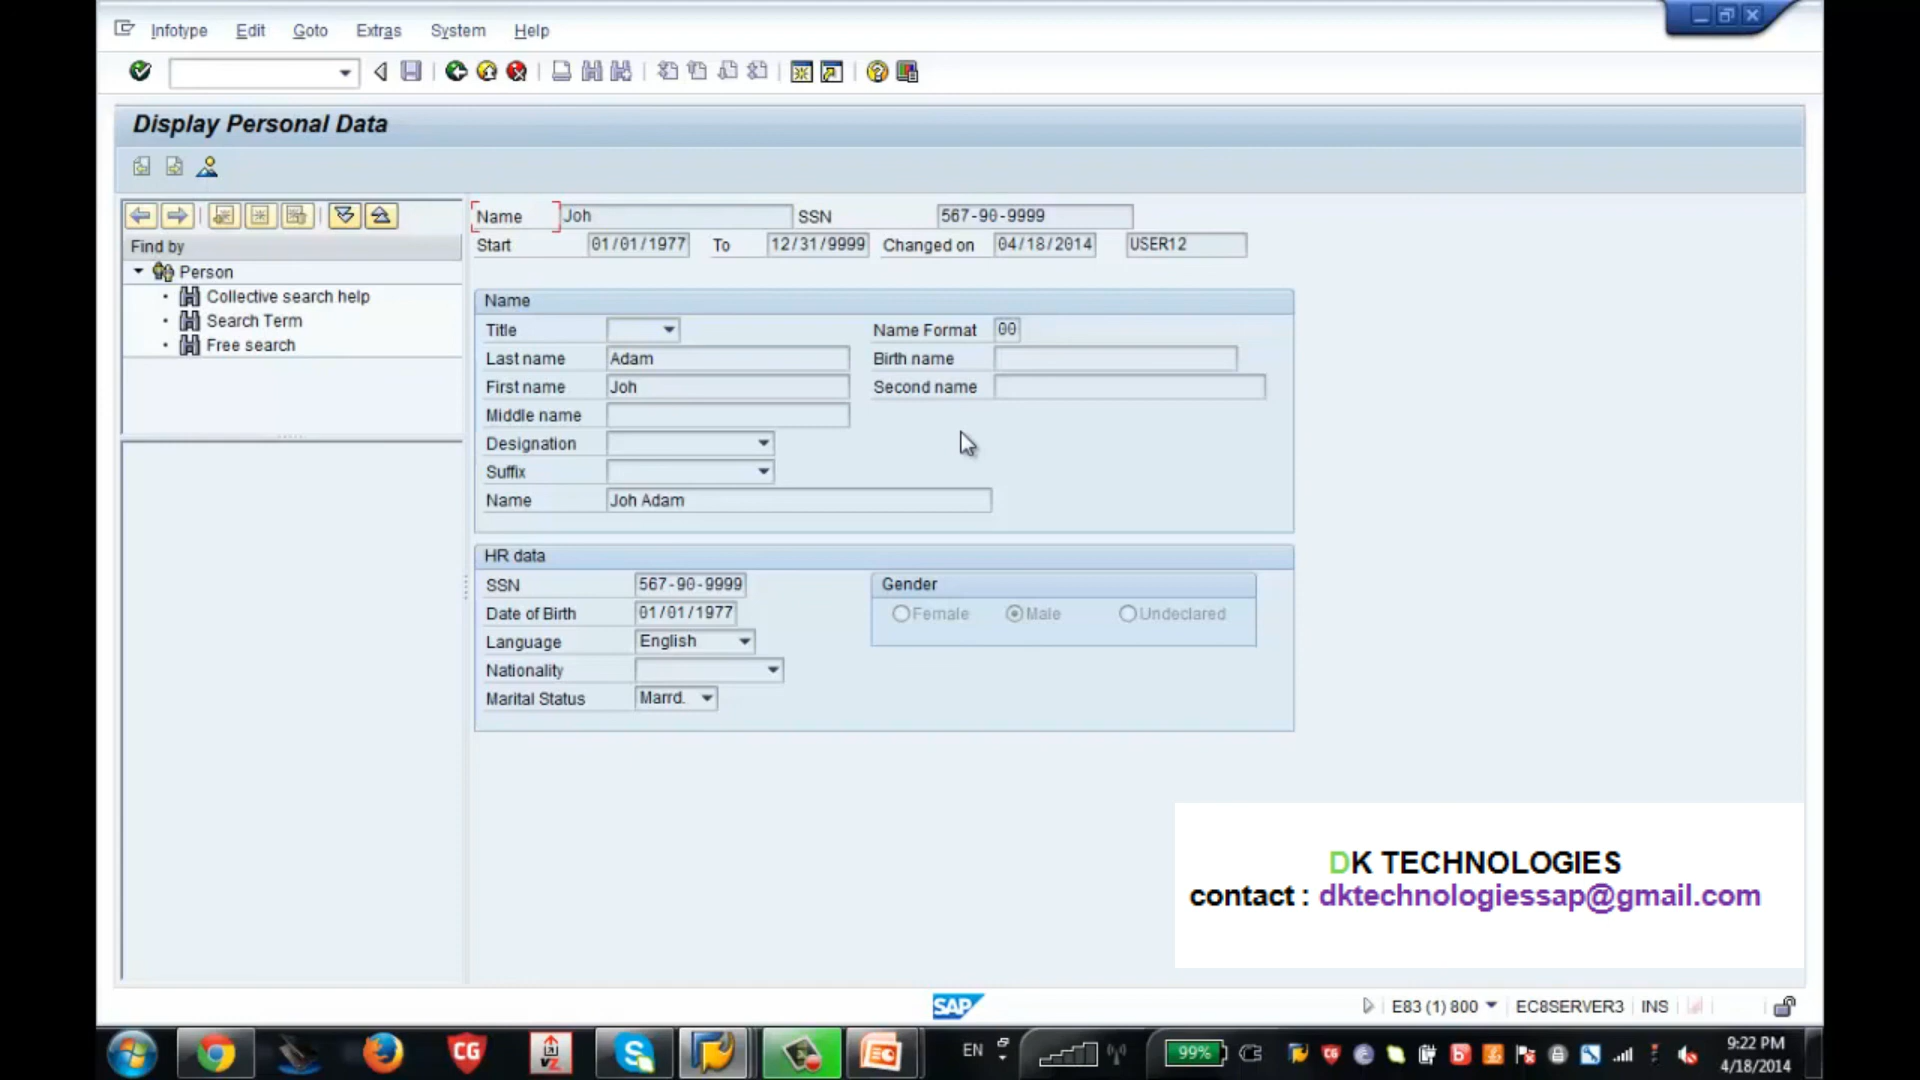 Infotype Edit Goto Extras System Help
Display Personal Data
Find by
Person
Collective search help
Search Term
Free search
Name Joh SSN 567-90-9999
Start 01/01/1977 To 12/31/9999 Changed on 04/18/2014 USER12
Name
Title Name Format 00
Last name Adam Birth name
First name Joh Second name
Middle name
Designation
Suffix
Name Joh Adam
HR data
SSN 567-90-9999 Gender
Date of Birth 01/01/1977 Female Male Undeclared
Language English
Nationality
Marital Status Marrd.
DK TECHNOLOGIES
contact : dktechnologiessap@gmail.com
SAP E83 (1) 800 EC8SERVER3 INS
CG EN 99% 9:22 PM
4/18/2014